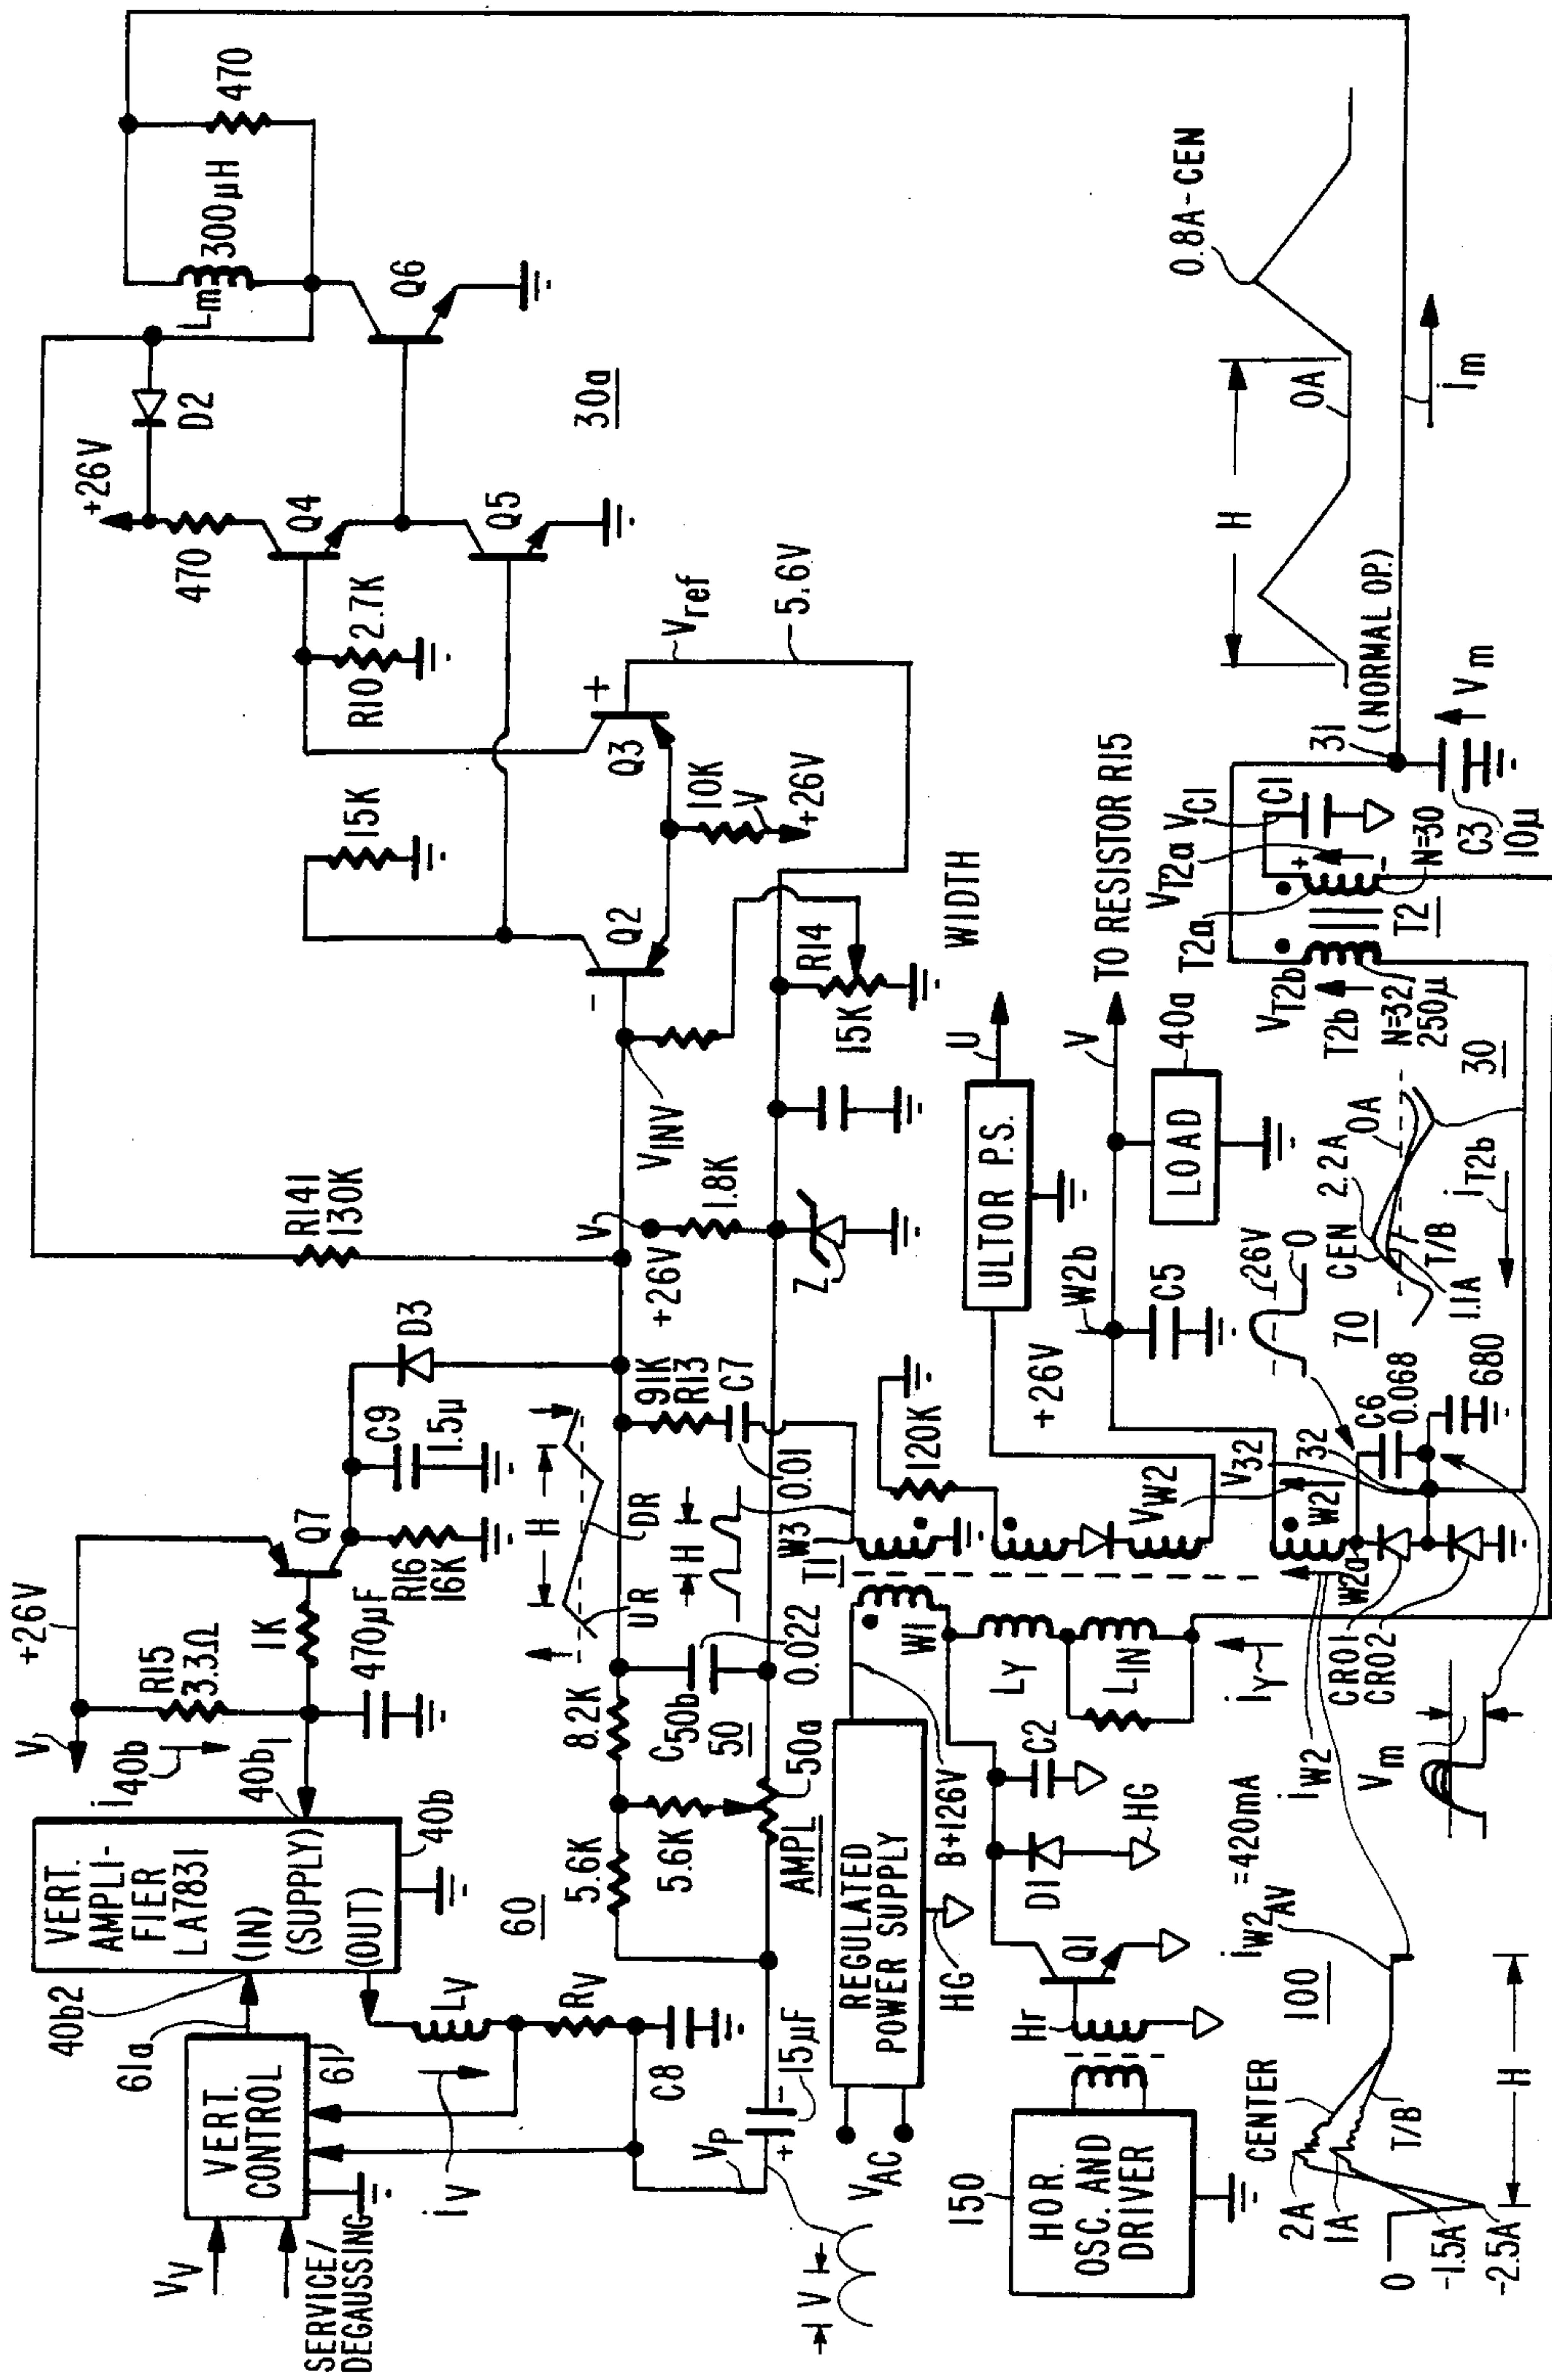 VV
SERVICE/
DEGAUSSING
VERT.
CONTROL
61
61a
40b2
VERT.
AMPLI-
FIER
LA7831
(IN)
(SUPPLY)
(OUT)
40b
40b1
i40b
V
+26V
R15
3.3Ω
1K
470µF
Q7
R16
16K
C9
1.5µ
D3
R141
130K
iV
LV
RV
C8
60
VP
15µF
+
-
V
5.6K
5.6K
8.2K
AMPL
50a
50
C50b
0.022
UR
DR
H
H
91K
R13
C7
0.01
+26V
V
1.8K
Z
VINV
15K
R14
WIDTH
-
Q2
15K
+
Q3
10K
V
+26V
Vref
5.6V
R10
2.7K
470
+26V
Q4
Q5
D2
Q6
30a
Lm
300µH
470
VAC
REGULATED
POWER SUPPLY
HG
B+126V
150
HOR.
OSC. AND
DRIVER
Hr
Q1
D1
HG
C2
W1
T1
W3
120K
ULTOR P.S.
U
LY
LIN
iY
VW2
W2
W2a
W2b
+26V
C5
LOAD
40a
V
TO RESISTOR R15
V32
32
C6
0.068
680
CR01
CR02
iW2
70
26V
0
CEN
2.2A
0A
T/B
1.1A
iT2b
30
VT2b
T2b
N=32/
250µ
T2a
VT2a
+
-
N=30
T2
VC1
C1
C3
10µ
31
Vm
(NORMAL OP.)
H
0A
0.8A-CEN
im
100
iW2AV=420mA
CENTER
2A
1A
T/B
0
-1.5A
-2.5A
H
Vm